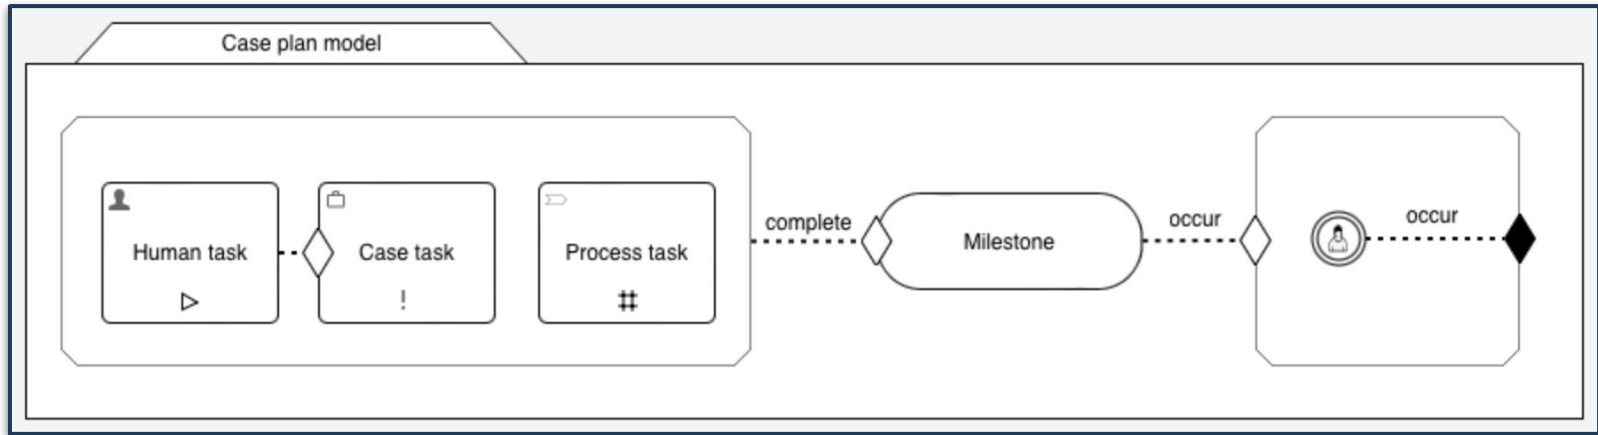 Case plan model
Human task
Case task
!
Process task
#
complete
Milestone
occur
occur